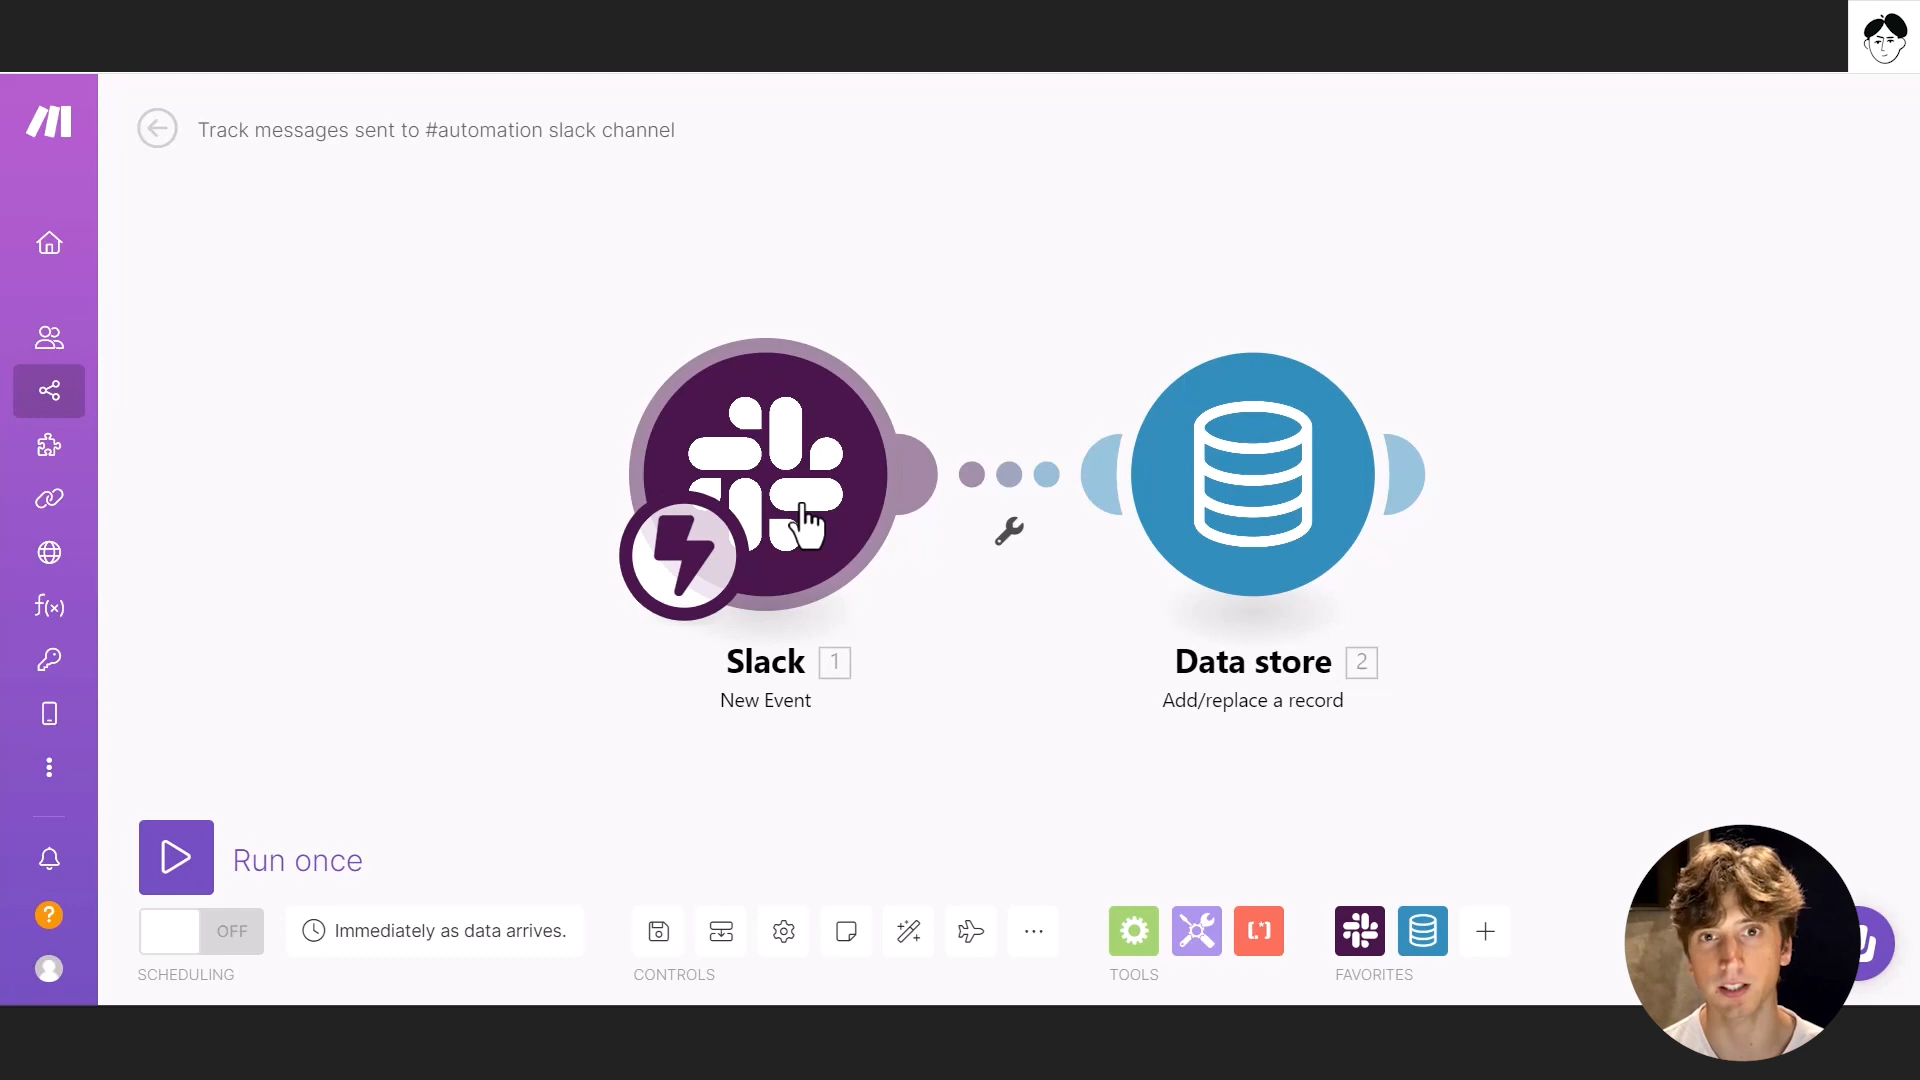 Track messages sent to #automation slack channel
f(x)
Slack 1
New Event
Data store 2
Add/replace a record
Run once
?
OFF
Immediately as data arrives.
...
[.*]
+
SCHEDULING
CONTROLS
TOOLS
FAVORITES